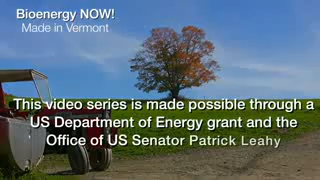 Bioenergy NOW!
Made in Vermont
This video series is made possible through a
US Department of Energy grant and the
Office of US Senator Patrick Leahy